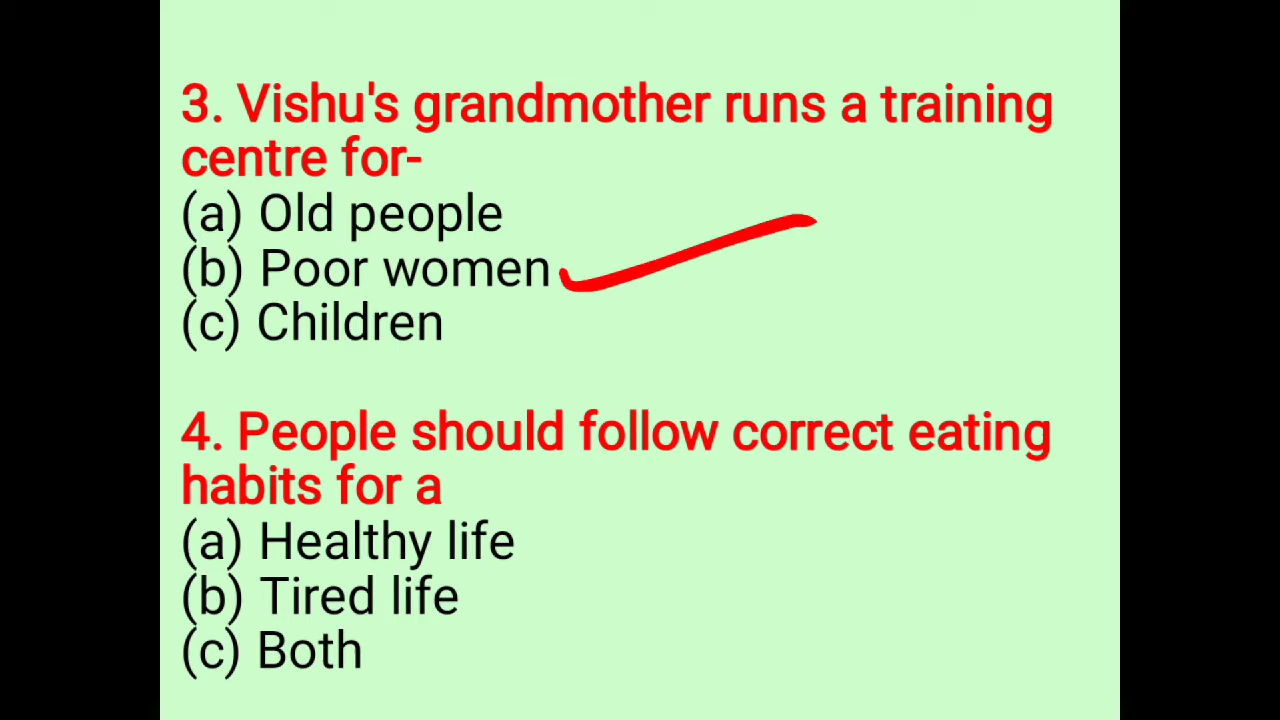 3. Vishu's grandmother runs a training
centre for-
(a) Old people
(b) Poor women
(c) Children
4. People should follow correct eating
habits for a
(a) Healthy life
(b) Tired life
(c) Both